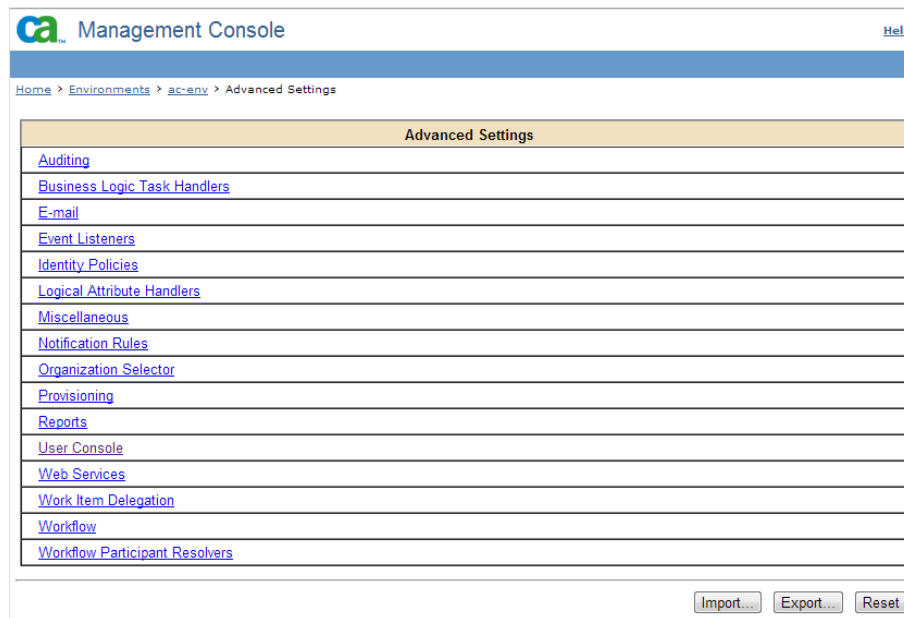 ca™ Management Console
Hel
Home > Environments > ac-env > Advanced Settings
Advanced Settings
Auditing
Business Logic Task Handlers
E-mail
Event Listeners
Identity Policies
Logical Attribute Handlers
Miscellaneous
Notification Rules
Organization Selector
Provisioning
Reports
User Console
Web Services
Work Item Delegation
Workflow
Workflow Participant Resolvers
Import... Export... Reset